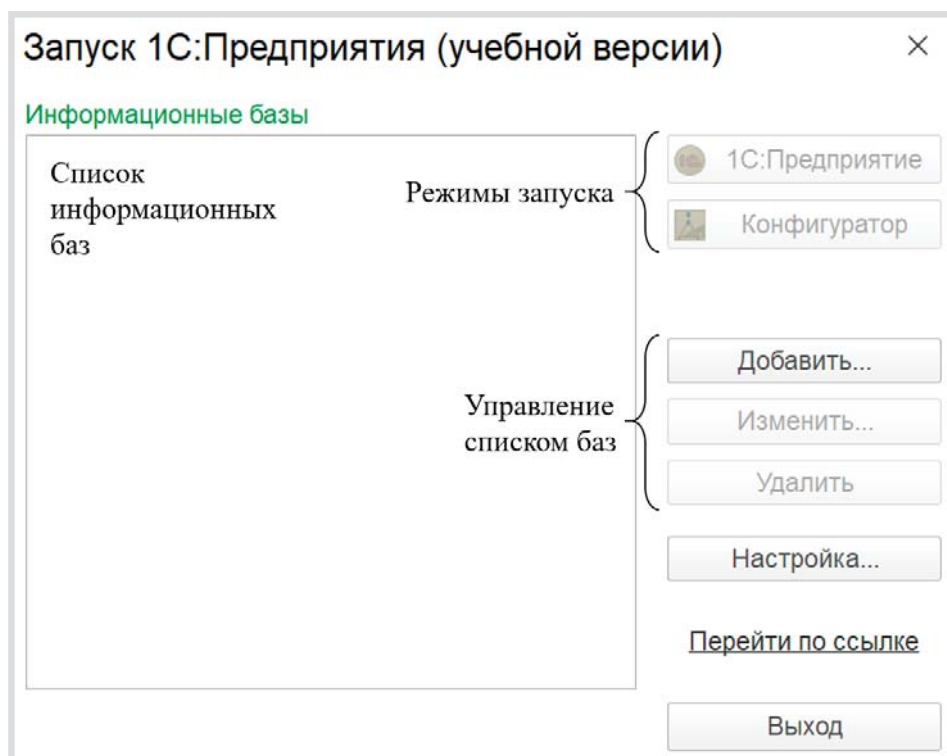 Запуск 1С:Предприятия (учебной версии)
Информационные базы
Список
информационных
баз
Режимы запуска
1С:Предприятие
Конфигуратор
Управление
списком баз
Добавить...
Изменить...
Удалить
Настройка...
Перейти по ссылке
Выход